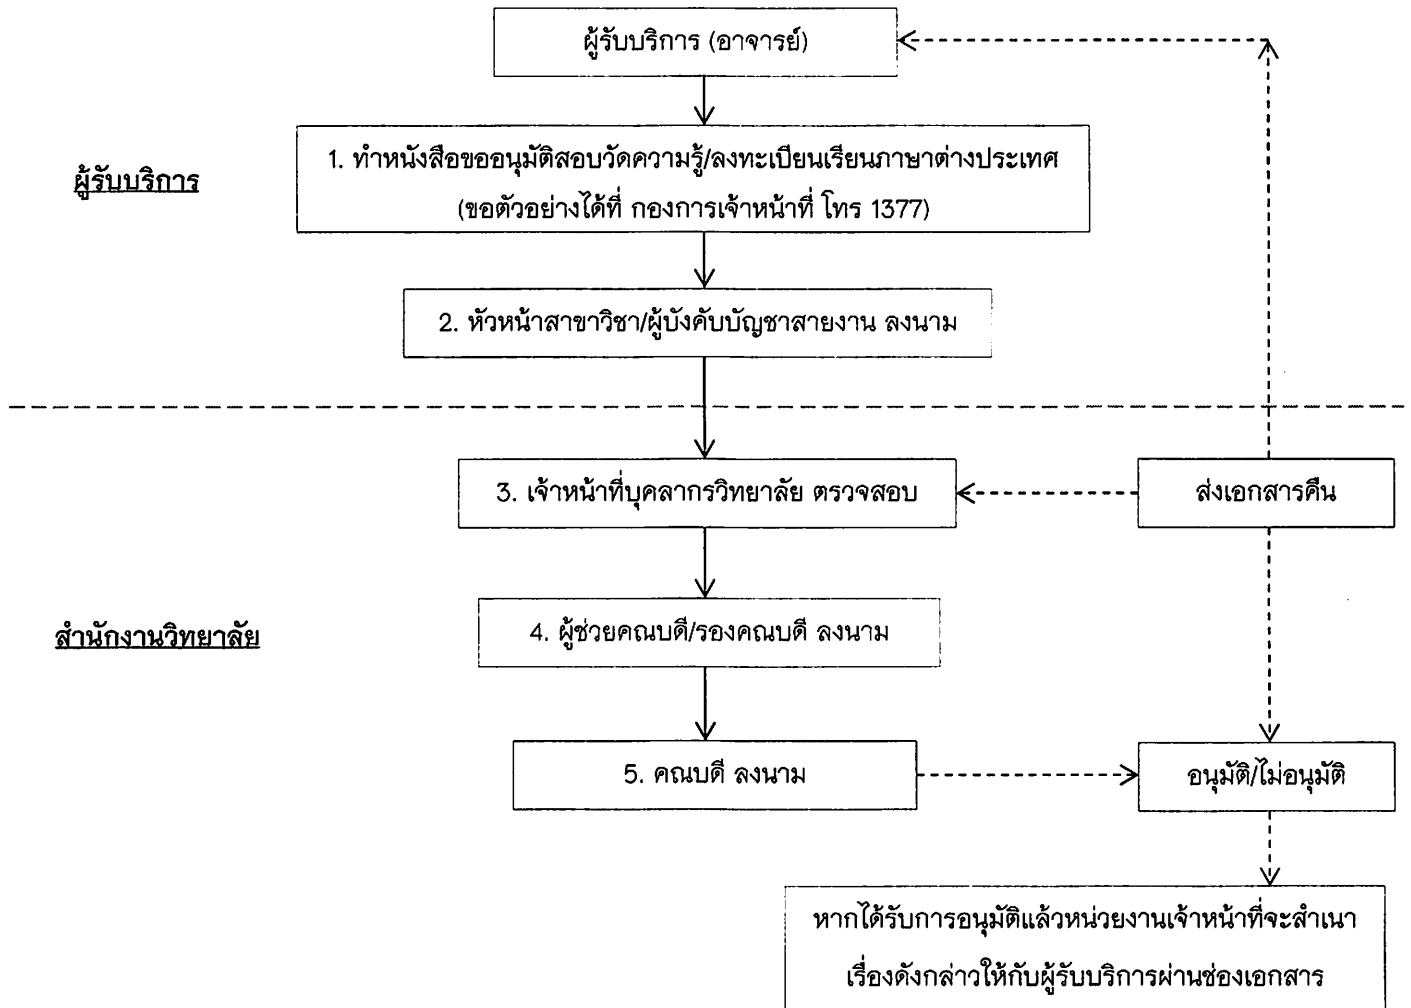 ผู้รับบริการ (อาจารย์)
1. ทำหนังสือขออนุมัติสอบวัดความรู้/ลงทะเบียนเรียนภาษาต่างประเทศ
(ขอตัวอย่างได้ที่ กองการเจ้าหน้าที่ โทร 1377)
ผู้รับบริการ
2. หัวหน้าสาขาวิชา/ผู้บังคับบัญชาสายงาน ลงนาม
3. เจ้าหน้าที่บุคลากรวิทยาลัย ตรวจสอบ
ส่งเอกสารคืน
4. ผู้ช่วยคณบดี/รองคณบดี ลงนาม
สำนักงานวิทยาลัย
5. คณบดี ลงนาม
อนุมัติ/ไม่อนุมัติ
หากได้รับการอนุมัติแล้วหน่วยงานเจ้าหน้าที่จะสำเนา
เรื่องดังกล่าวให้กับผู้รับบริการผ่านช่องเอกสาร